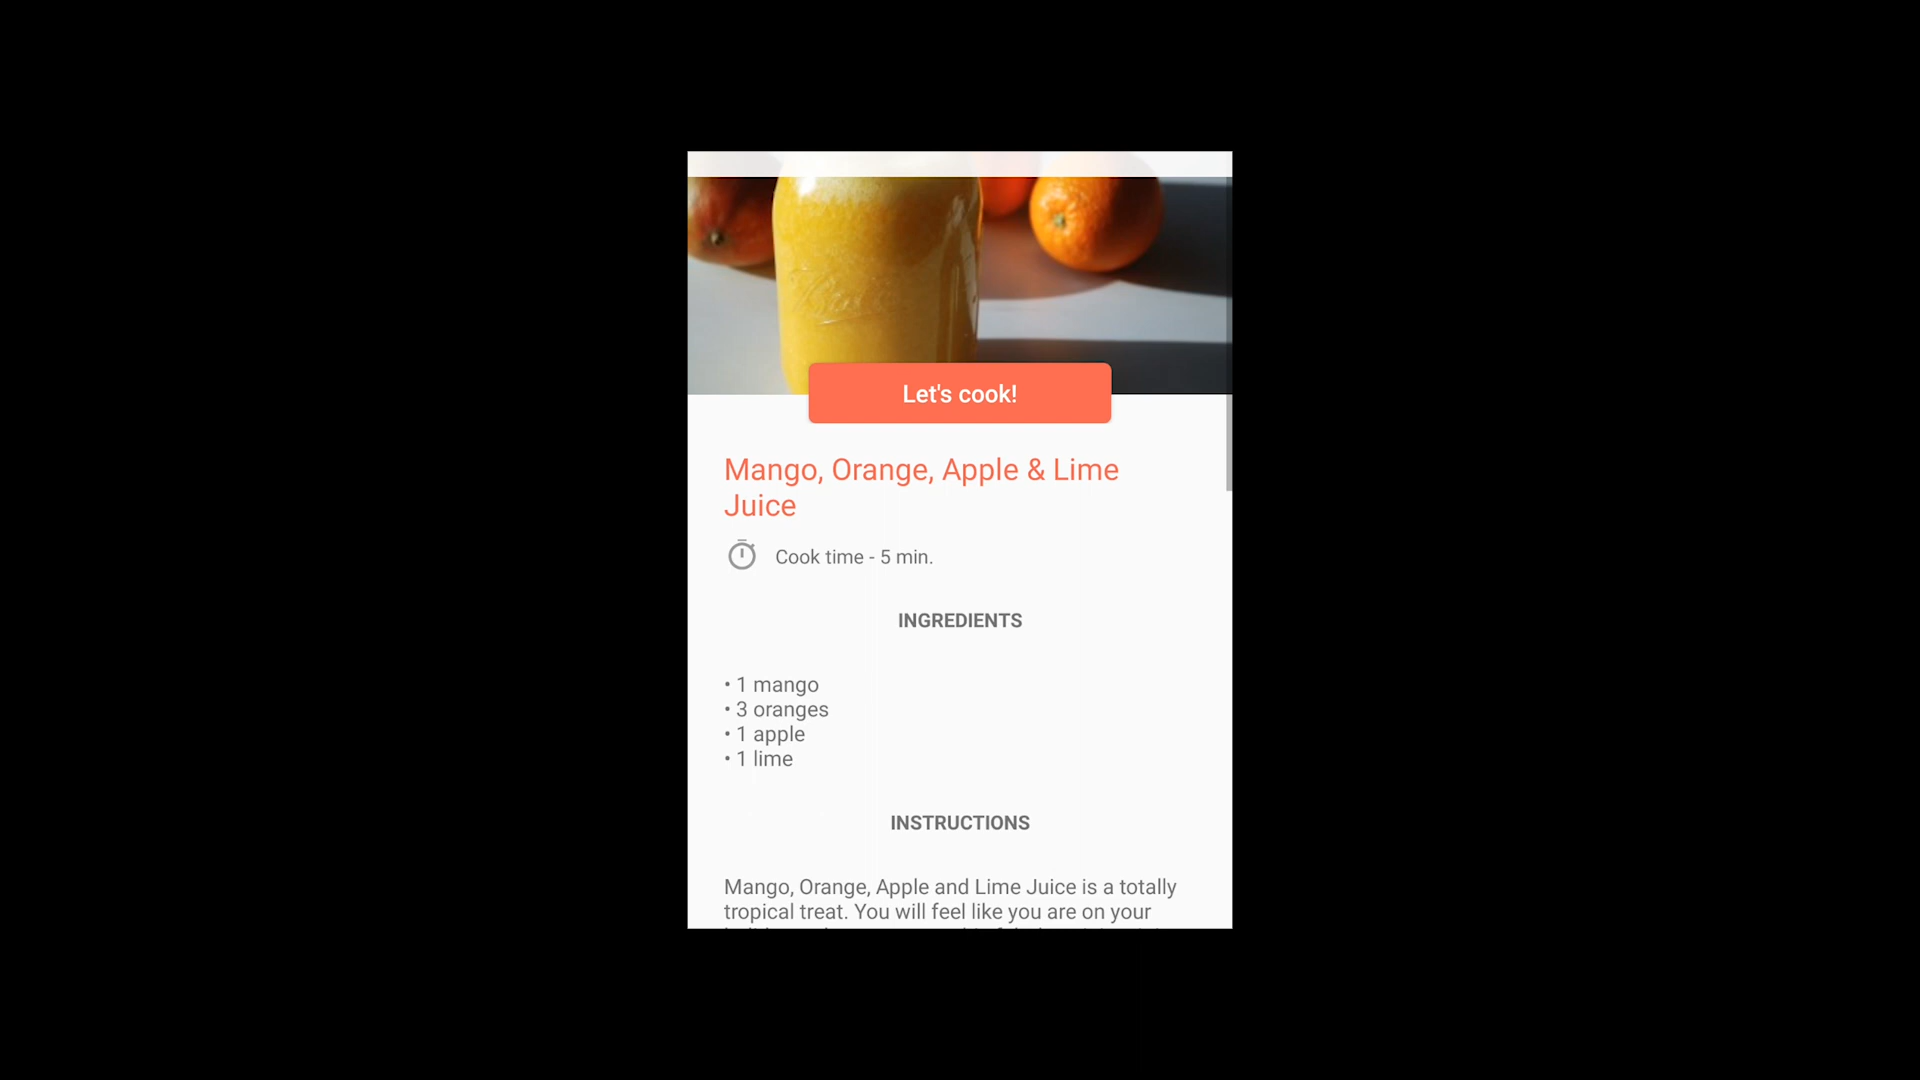 Let's cook!
Mango, Orange, Apple & Lime
Juice
Cook time - 5 min.
INGREDIENTS
• 1 mango
• 3 oranges
• 1 apple
• 1 lime
INSTRUCTIONS
Mango, Orange, Apple and Lime Juice is a totally
tropical treat. You will feel like you are on your